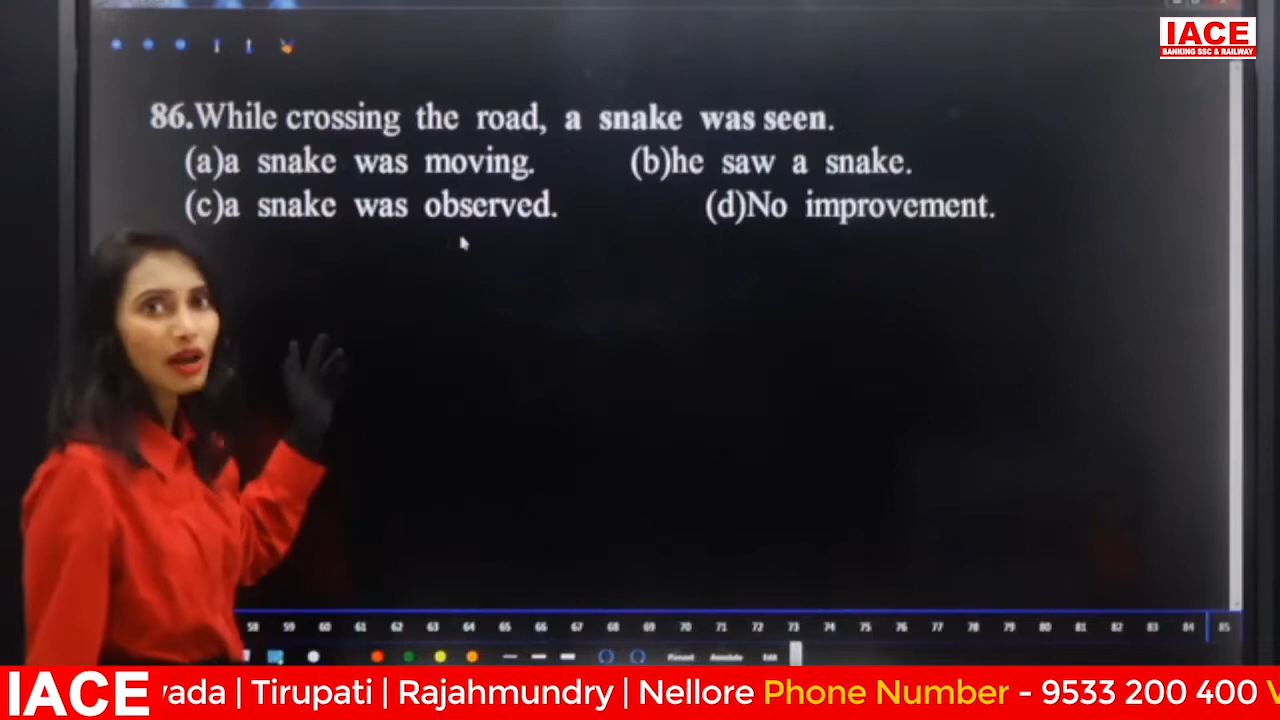 IACE
BANKING SSC & RAILWAY
86.While crossing the road, a snake was seen.
(a)a snake was moving. (b)he saw a snake.
(c)a snake was observed. (d)No improvement.
58 59 60 61 62 63 64 65 66 67 68 69 70 71 72 73 74 75 76 77 78 79 80 81 82 83 84 85
Edit
IACE vada | Tirupati | Rajahmundry | Nellore Phone Number - 9533 200 400 V